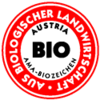 AUS BIOLOGISCHER LANDWIRTSCHAFT
AUSTRIA
BIO
AMA-BIOZEICHEN